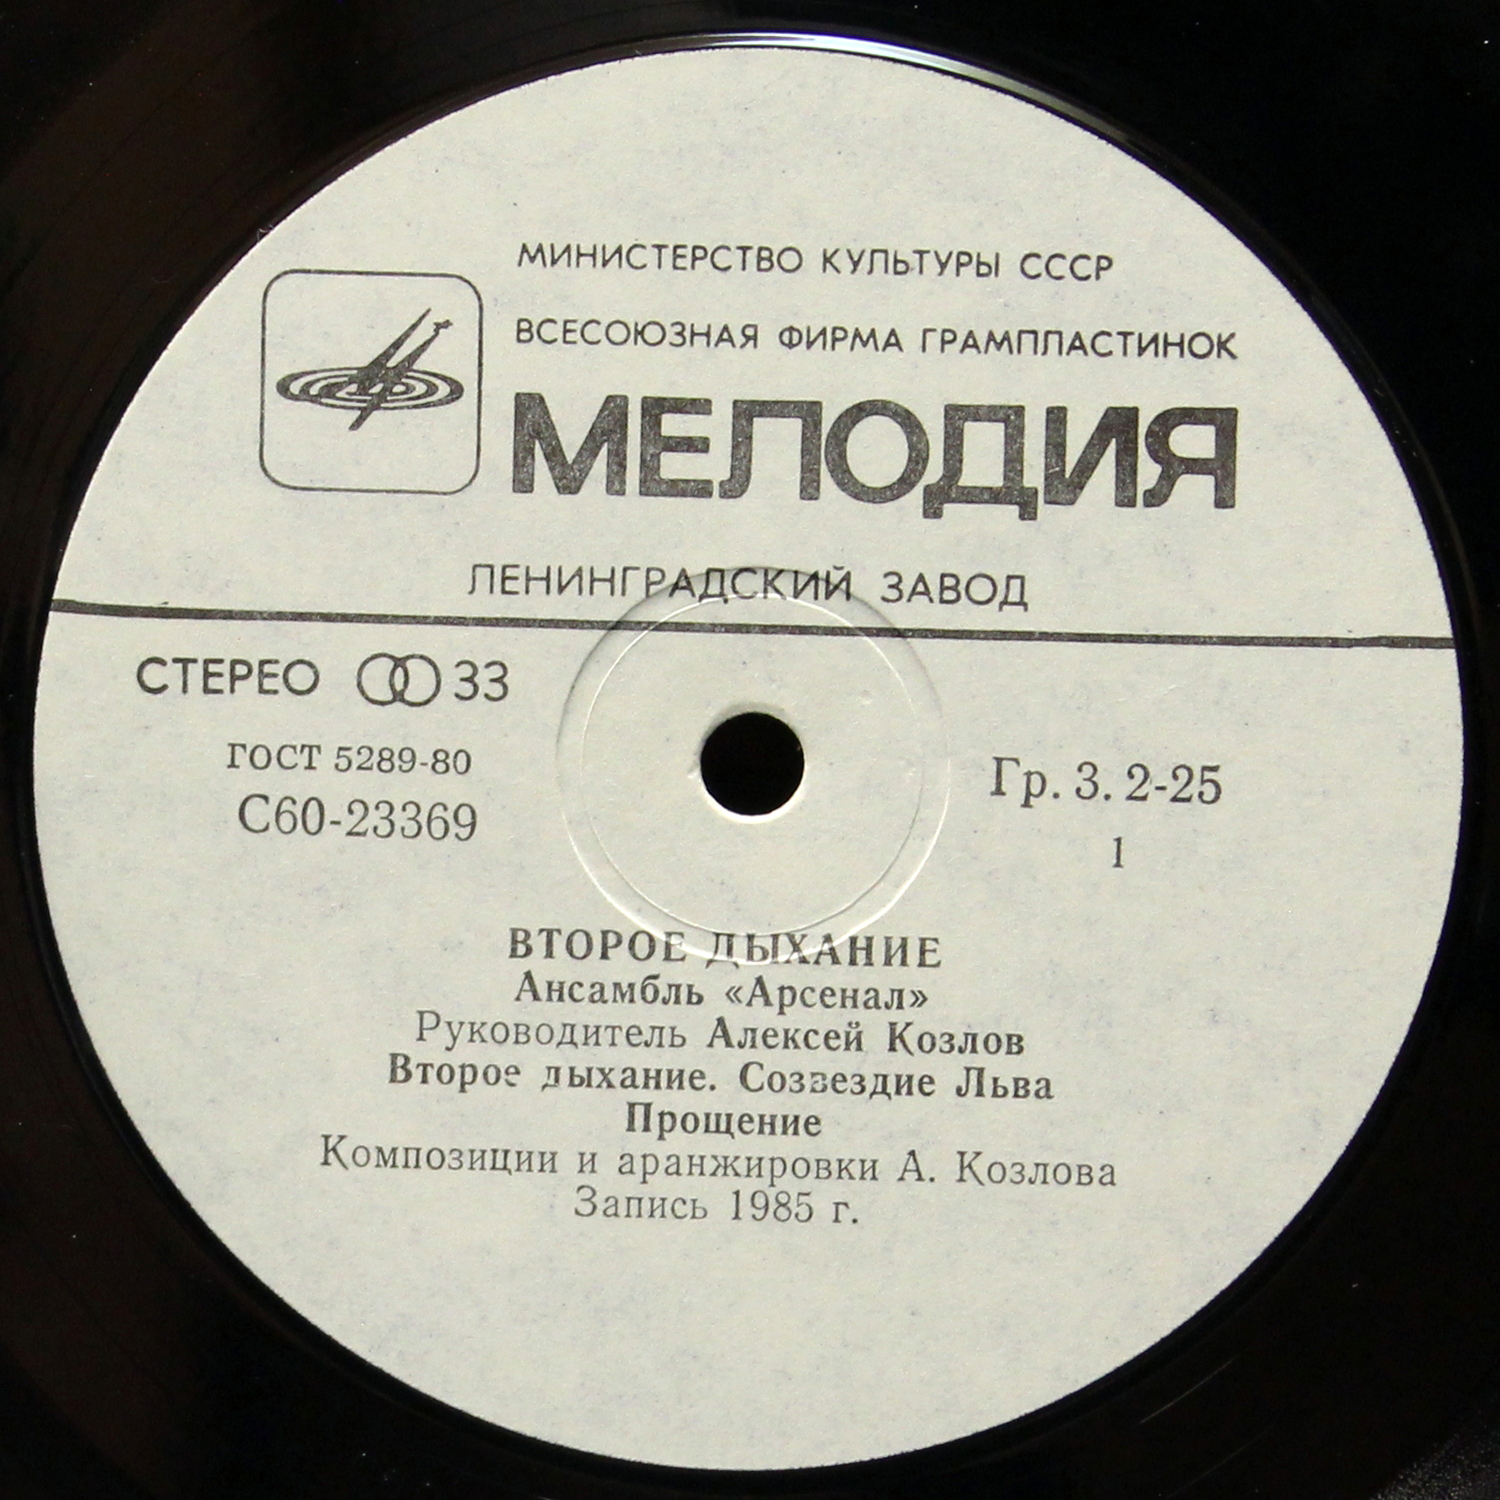 МИНИСТЕРСТВО КУЛЬТУРЫ СССР
ВСЕСОЮЗНАЯ ФИРМА ГРАМПЛАСТИНОК
МЕЛОДИЯ
ЛЕНИНГРАДСКИЙ ЗАВОД
СТЕРЕО 33
ГОСТ 5289-80
С60-23369
Гр. 3. 2-25
1
ВТОРОЕ ДЫХАНИЕ
Ансамбль «Арсенал»
Руководитель Алексей Козлов
Второе дыхание. Созвездие Льва
Прощение
Композиции и аранжировки А. Козлова
Запись 1985 г.